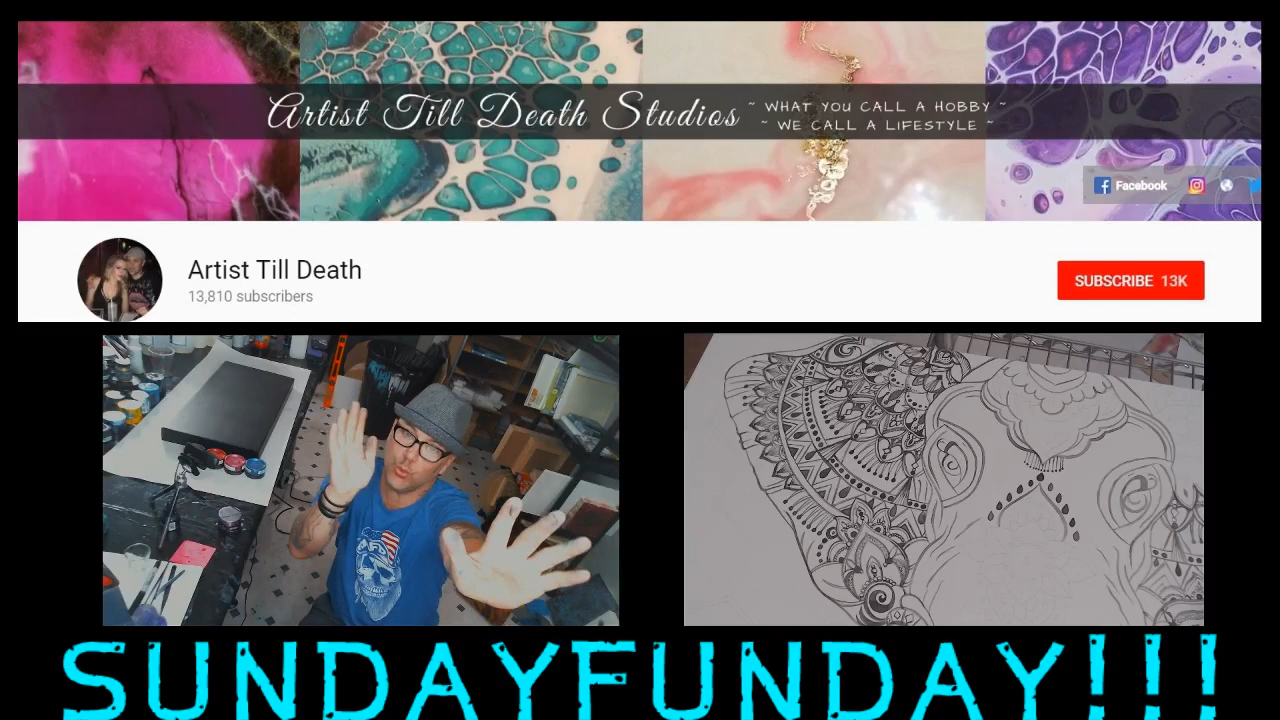 Artist Till Death Studios
~ WHAT YOU CALL A HOBBY ~
~ WE CALL A LIFESTYLE ~
Facebook
Artist Till Death
13,810 subscribers
SUBSCRIBE 13K
SUNDAYFUNDAY!!!